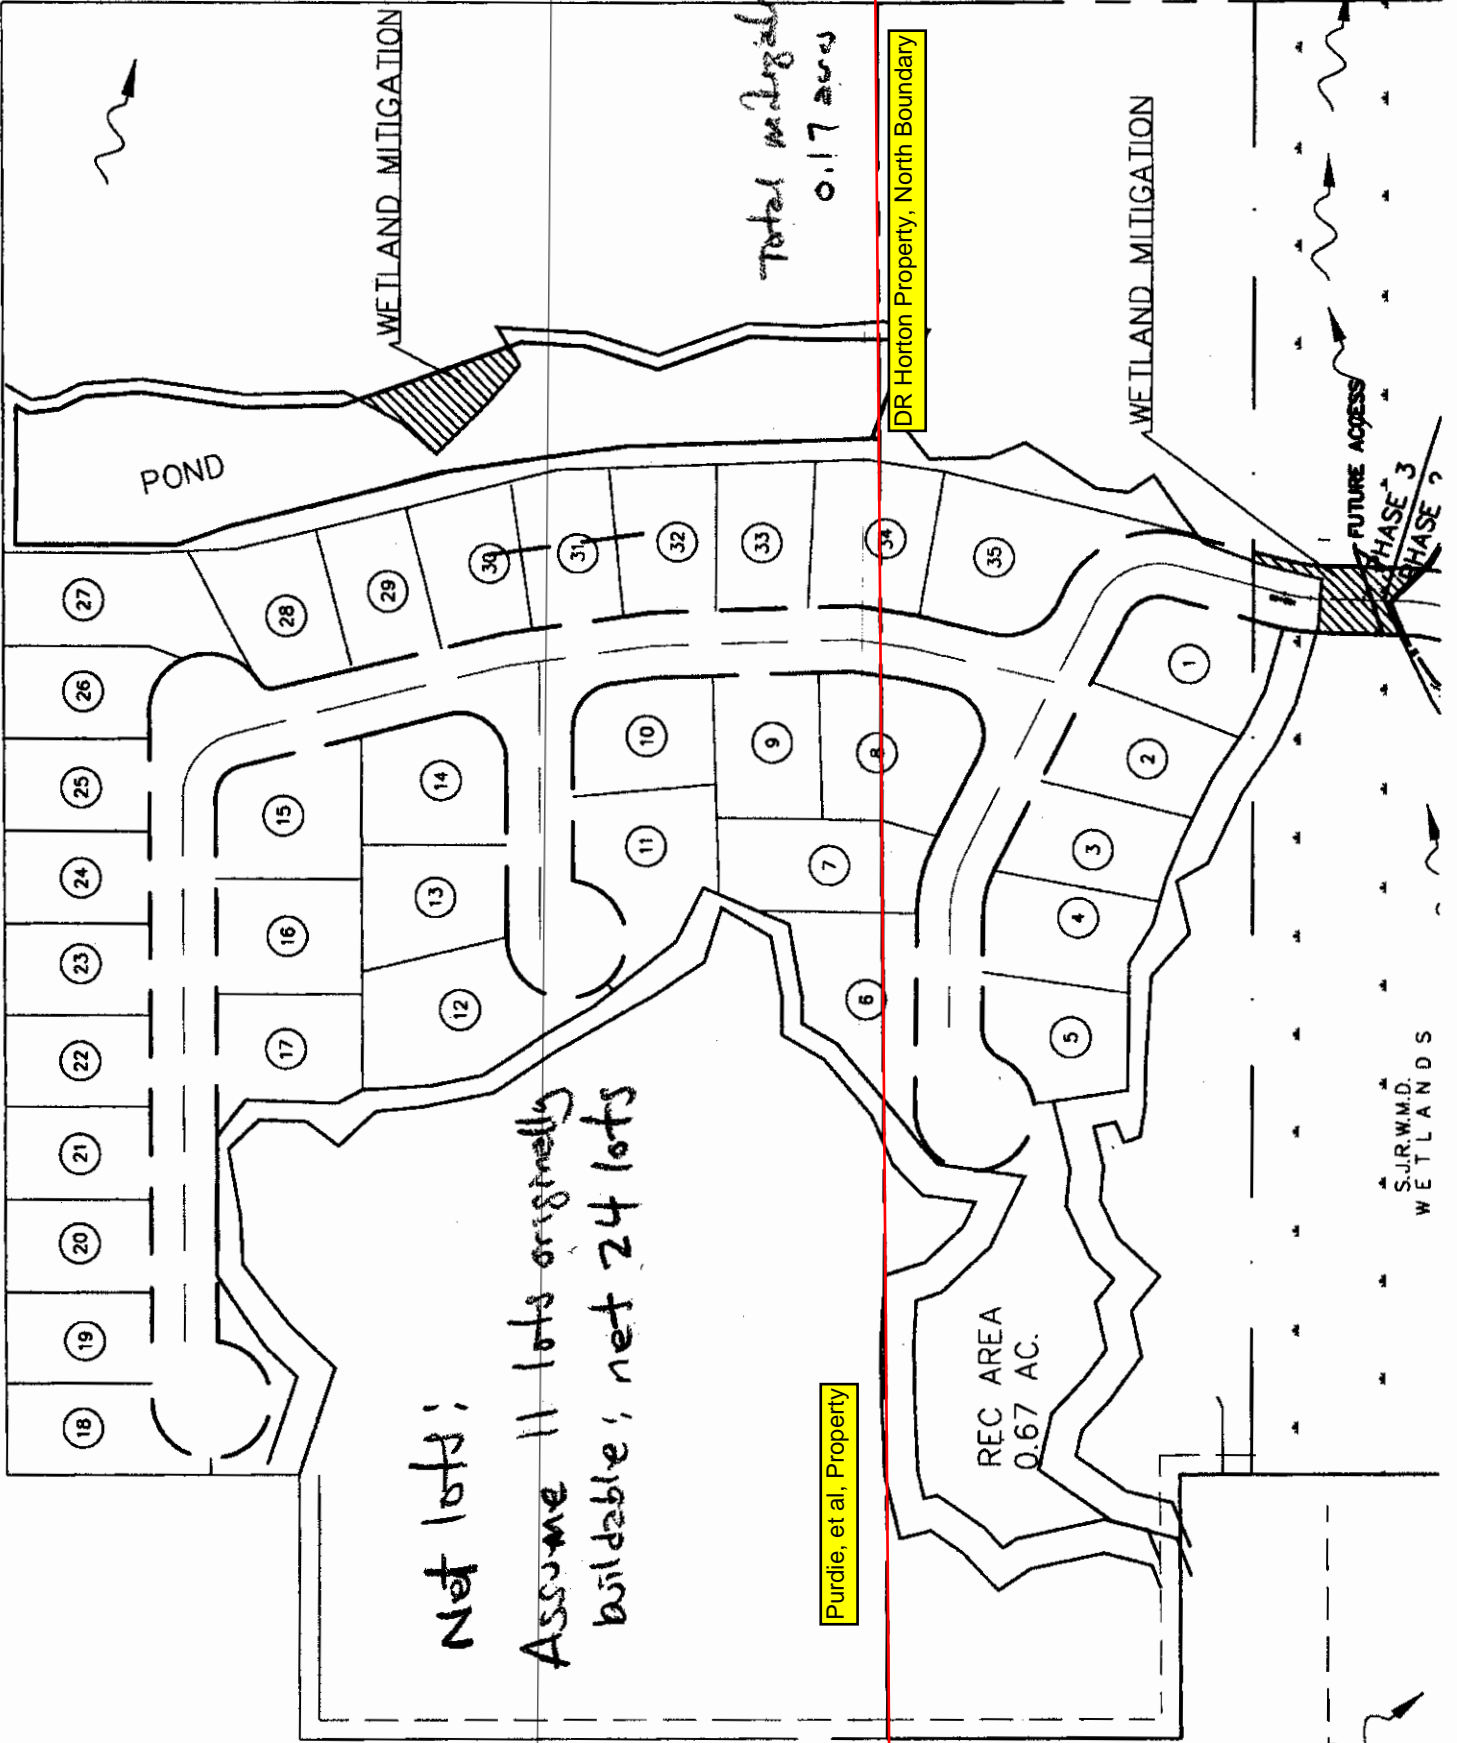 WETLAND MITIGATION
Total
0.17 acres
DR Horton Property, North Boundary
WETLAND MITIGATION
POND
FUTURE ACCESS
PHASE 3
PHASE ?
27
28
29
30
31
32
33
34
35
26
25
24
23
22
21
20
19
18
15
16
17
14
13
12
10
11
9
8
7
6
1
2
3
4
5
Net lots:
Assume 11 lots originally
buildable; net 24 lots
Purdie, et al, Property
REC AREA
0.67 AC.
S.J.R.W.M.D.
WETLANDS